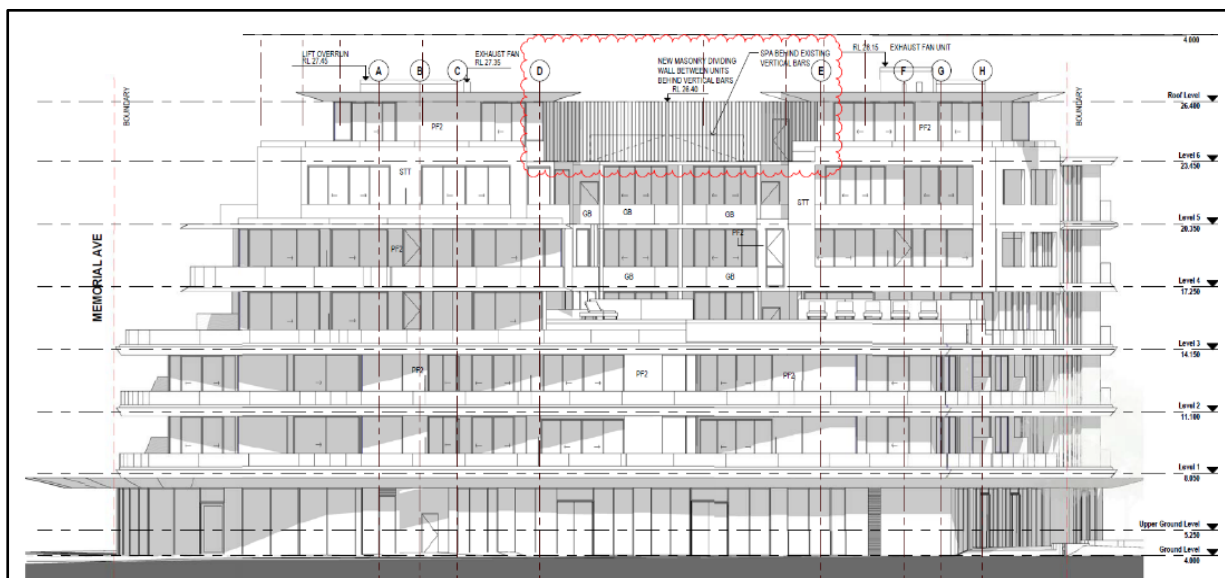 4.000
LIFT OVERRUN
RL 27.45
EXHAUST FAN
RL 27.35
NEW MASONRY DIVIDING
WALL BETWEEN UNITS
BEHIND VERTICAL BARS
RL 26.40
SPA BEHIND EXISTING
VERTICAL BARS
RL 28.15
EXHAUST FAN UNIT
A
B
C
D
E
F
G
H
BOUNDARY
BOUNDARY
Roof Level
26.400
PF2
PF2
Level 6
23.450
STT
STT
GB
GB
GB
Level 5
20.350
PF2
PF2
GB
GB
Level 4
17.250
MEMORIAL AVE
Level 3
14.150
PF2
PF2
PF2
Level 2
11.100
Level 1
8.050
Upper Ground Level
5.250
Ground Level
4.000